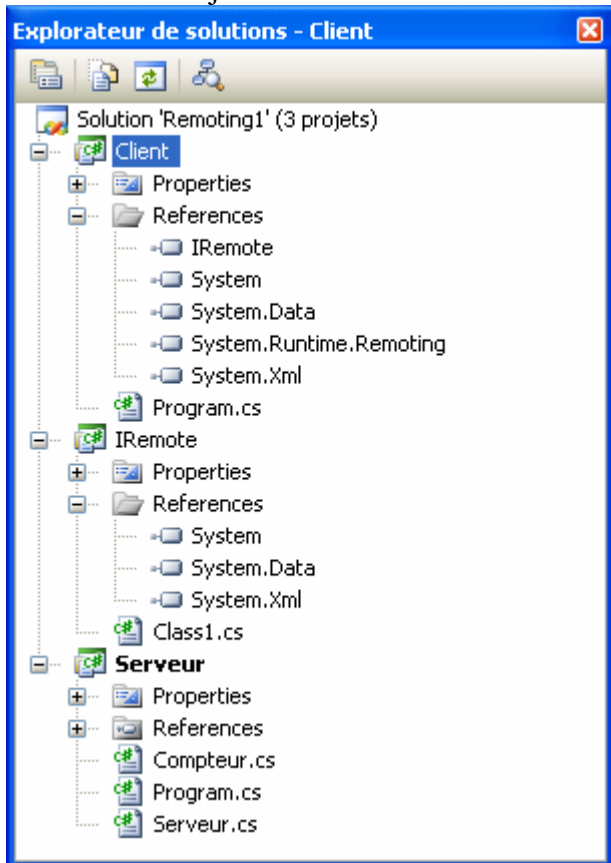 Explorateur de solutions - Client
Solution 'Remoting1' (3 projets)
Client
Properties
References
IRemote
System
System.Data
System.Runtime.Remoting
System.Xml
Program.cs
IRemote
Properties
References
System
System.Data
System.Xml
Class1.cs
Serveur
Properties
References
Compteur.cs
Program.cs
Serveur.cs